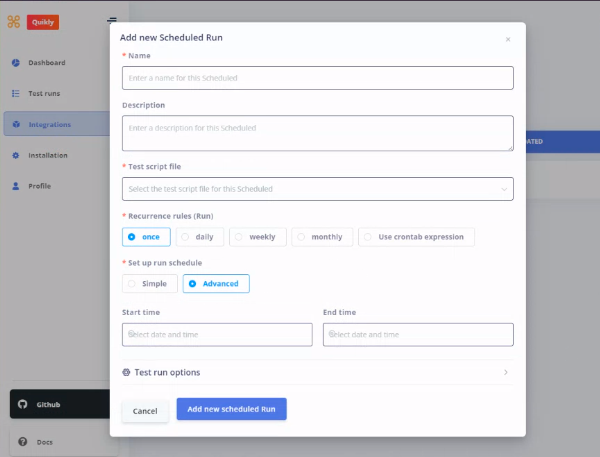 Quikly
Dashboard
Test runs
Integrations
Installation
Profile
Github
Docs
Add new Scheduled Run
×
* Name
Enter a name for this Scheduled
Description
Enter a description for this Scheduled
* Test script file
Select the test script file for this Scheduled
* Recurrence rules (Run)
once daily weekly monthly Use crontab expression
* Set up run schedule
Simple Advanced
Start time End time
Select date and time Select date and time
Test run options
Cancel Add new scheduled Run
ATED